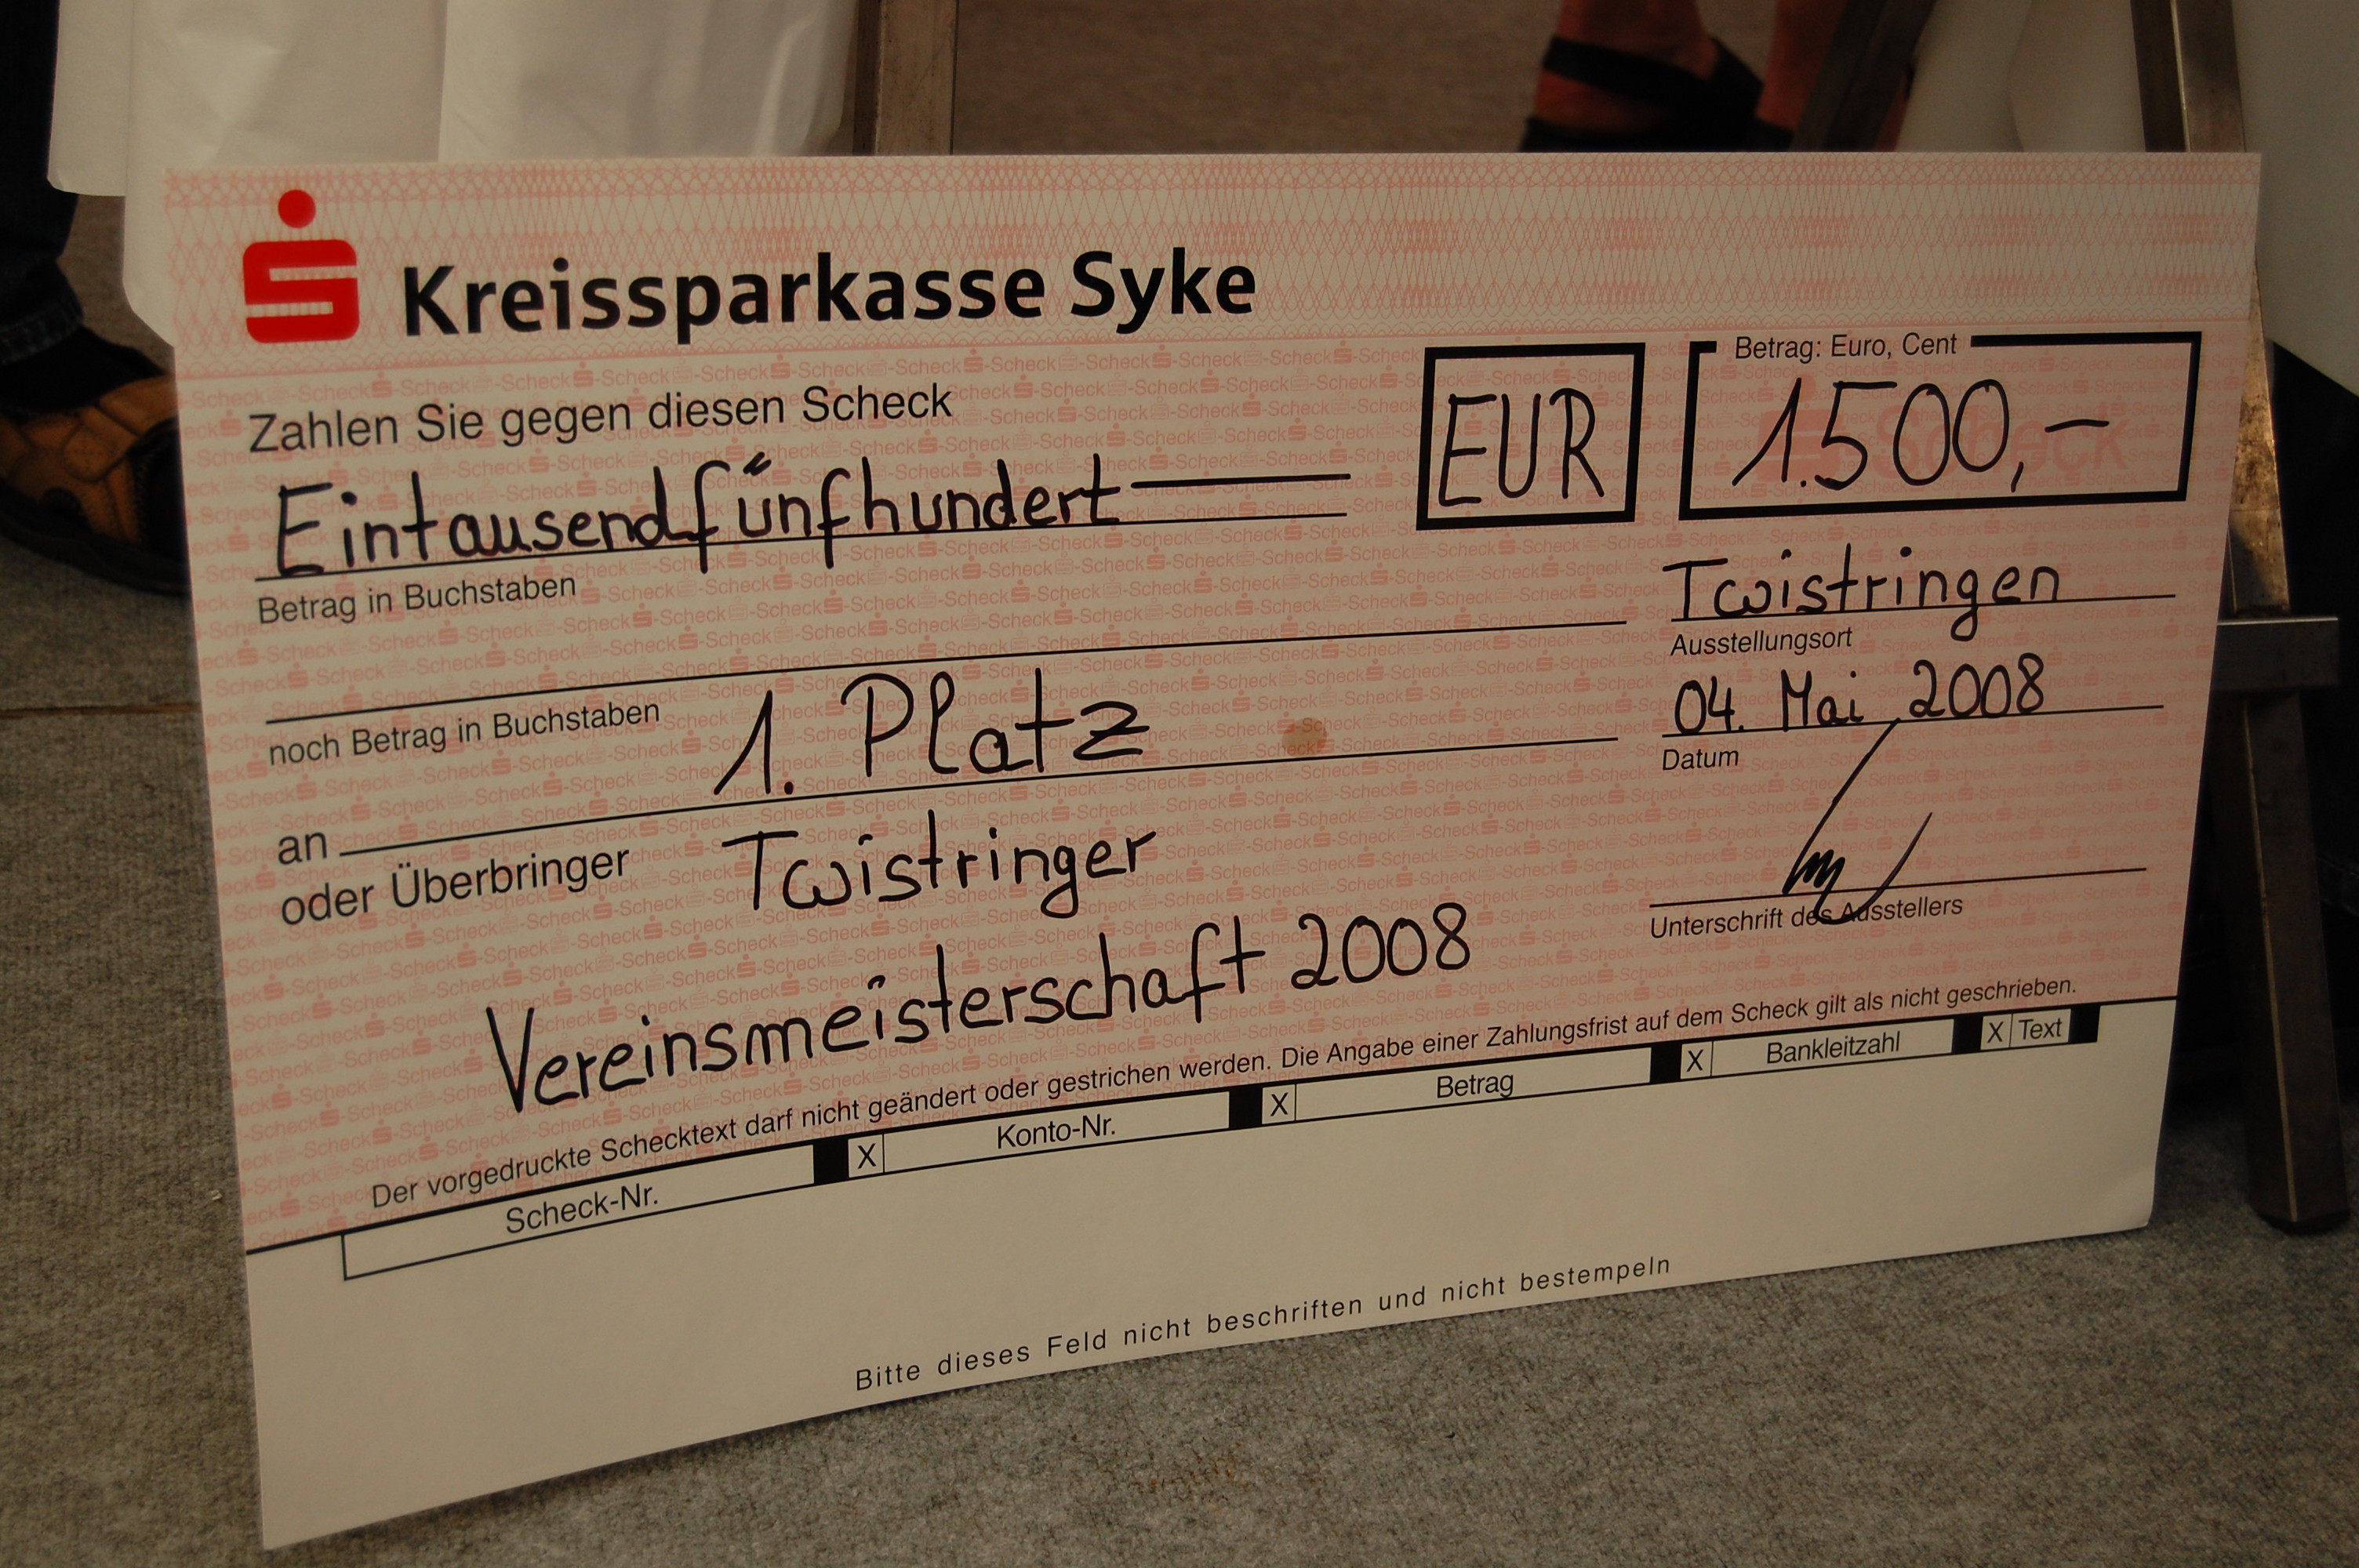 Kreissparkasse Syke
Zahlen Sie gegen diesen Scheck
Eintausendfünfhundert
Betrag in Buchstaben
EUR
Betrag: Euro, Cent
1.500,-
noch Betrag in Buchstaben
Twistringen
Ausstellungsort
an 1. Platz
04. Mai 2008
Datum
oder Überbringer Twistringer
Vereinsmeisterschaft 2008
Unterschrift des Ausstellers
Der vorgedruckte Schecktext darf nicht geändert oder gestrichen werden. Die Angabe einer Zahlungsfrist auf dem Scheck gilt als nicht geschrieben.
Scheck-Nr. X Konto-Nr. X Betrag X Bankleitzahl X Text
Bitte dieses Feld nicht beschriften und nicht bestempeln